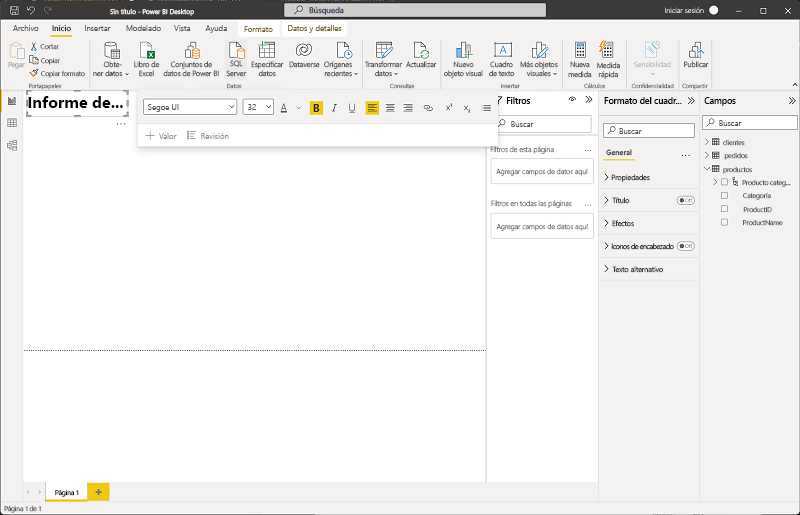 Sin título - Power BI Desktop
Búsqueda
Iniciar sesión
Archivo Inicio Insertar Modelado Vista Ayuda Formato Datos y detalles
Pegar
Cortar
Copiar
Copiar formato
Portapapeles
Obte-
ner datos
Libro de
Excel
Conjuntos de
datos de Power BI
SQL
Server
Especificar
datos
Dataverse
Orígenes
recientes
Datos
Transformar
datos
Actualizar
Consultas
Nuevo
objeto visual
Cuadro
de texto
Más objetos
visuales
Insertar
Nueva
medida
Medida
rápida
Cálculos
Sensibilidad
Confidencialidad
Publicar
Compartir
Informe de...
Segoe UI 32 A B I U
+ Valor Revisión
Filtros
Buscar
Filtros de esta página ...
Agregar campos de datos aquí
Filtros en todas las páginas ...
Agregar campos de datos aquí
Formato del cuadr...
Buscar
General ...
Propiedades
Título Off
Efectos
Iconos de encabezado Off
Texto alternativo
Campos
Buscar
clientes
pedidos
productos
Producto categ...
Categoría
ProductID
ProductName
Página 1 +
Página 1 de 1